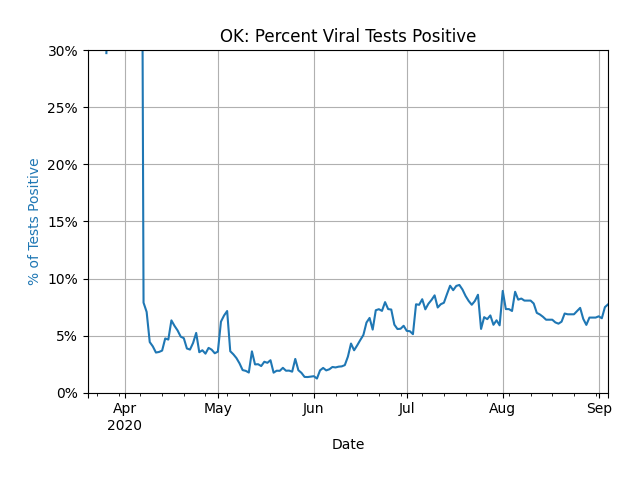 OK: Percent Viral Tests Positive
30%
25%
20%
15%
10%
5%
0%
% of Tests Positive
Apr May Jun Jul Aug Sep
2020
Date